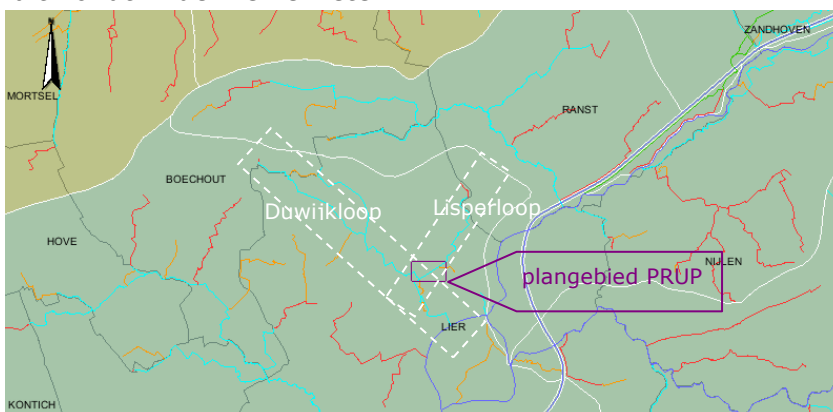 N
ZANDHOVEN
MORTSEL
RANST
BOECHOUT
Duwijkloop
Lisperloop
HOVE
NIJLEN
plangebied PRUP
LIER
KONTICH